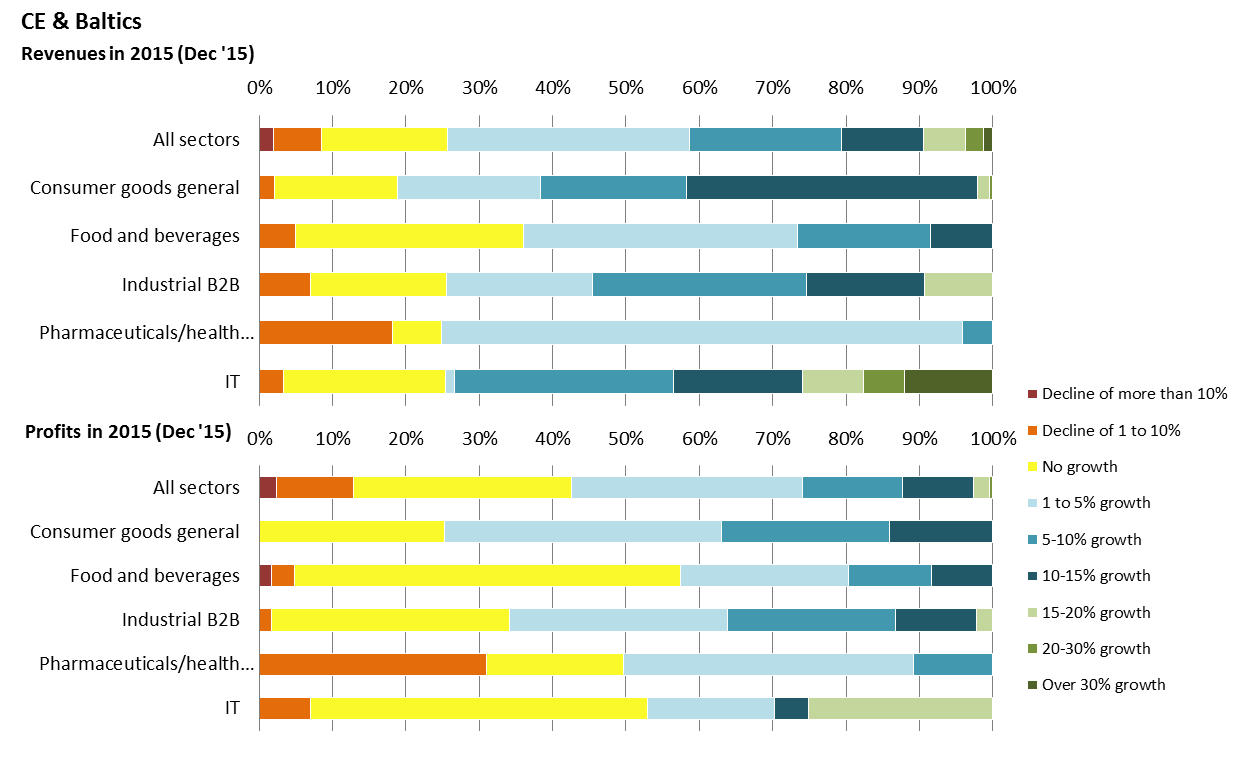 CE & Baltics
Revenues in 2015 (Dec '15)
0% 10% 20% 30% 40% 50% 60% 70% 80% 90% 100%
All sectors
Consumer goods general
Food and beverages
Industrial B2B
Pharmaceuticals/health...
IT
Profits in 2015 (Dec '15)
0% 10% 20% 30% 40% 50% 60% 70% 80% 90% 100%
All sectors
Consumer goods general
Food and beverages
Industrial B2B
Pharmaceuticals/health...
IT
Decline of more than 10%
Decline of 1 to 10%
No growth
1 to 5% growth
5-10% growth
10-15% growth
15-20% growth
20-30% growth
Over 30% growth